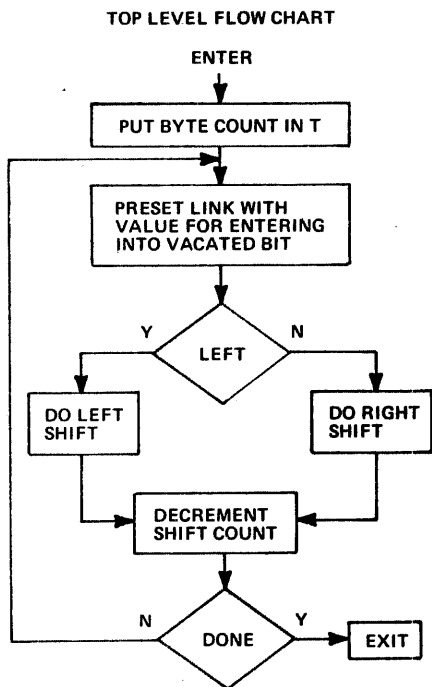 TOP LEVEL FLOW CHART
ENTER
PUT BYTE COUNT IN T
PRESET LINK WITH
VALUE FOR ENTERING
INTO VACATED BIT
Y
N
LEFT
DO LEFT
SHIFT
DO RIGHT
SHIFT
DECREMENT
SHIFT COUNT
N
Y
DONE
EXIT